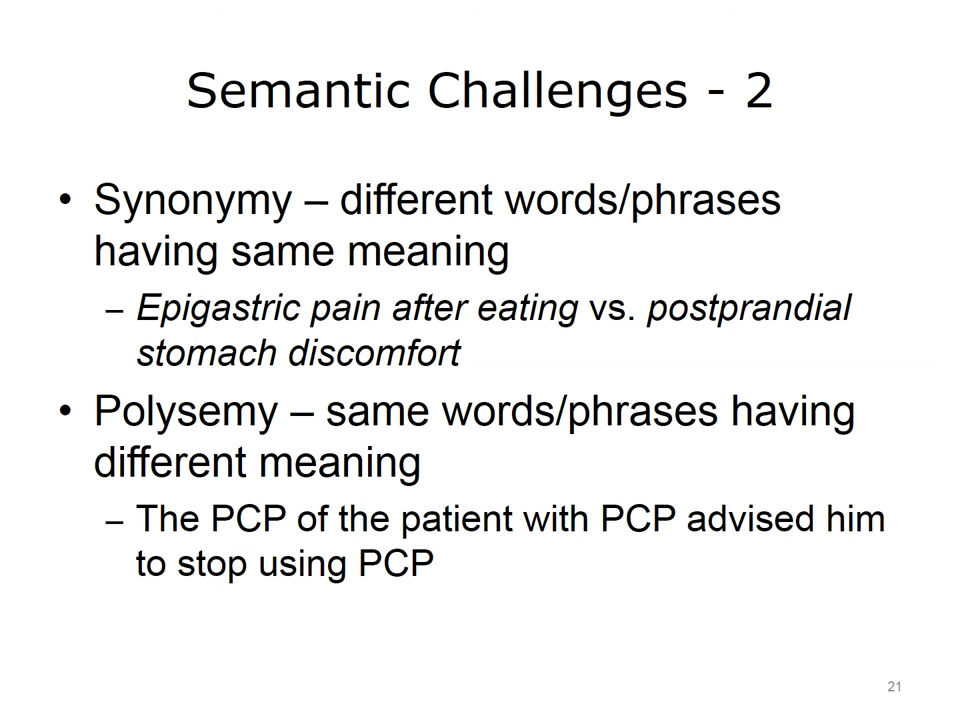 Semantic Challenges - 2
• Synonymy – different words/phrases
having same meaning
– Epigastric pain after eating vs. postprandial
stomach discomfort
• Polysemy – same words/phrases having
different meaning
– The PCP of the patient with PCP advised him
to stop using PCP
21